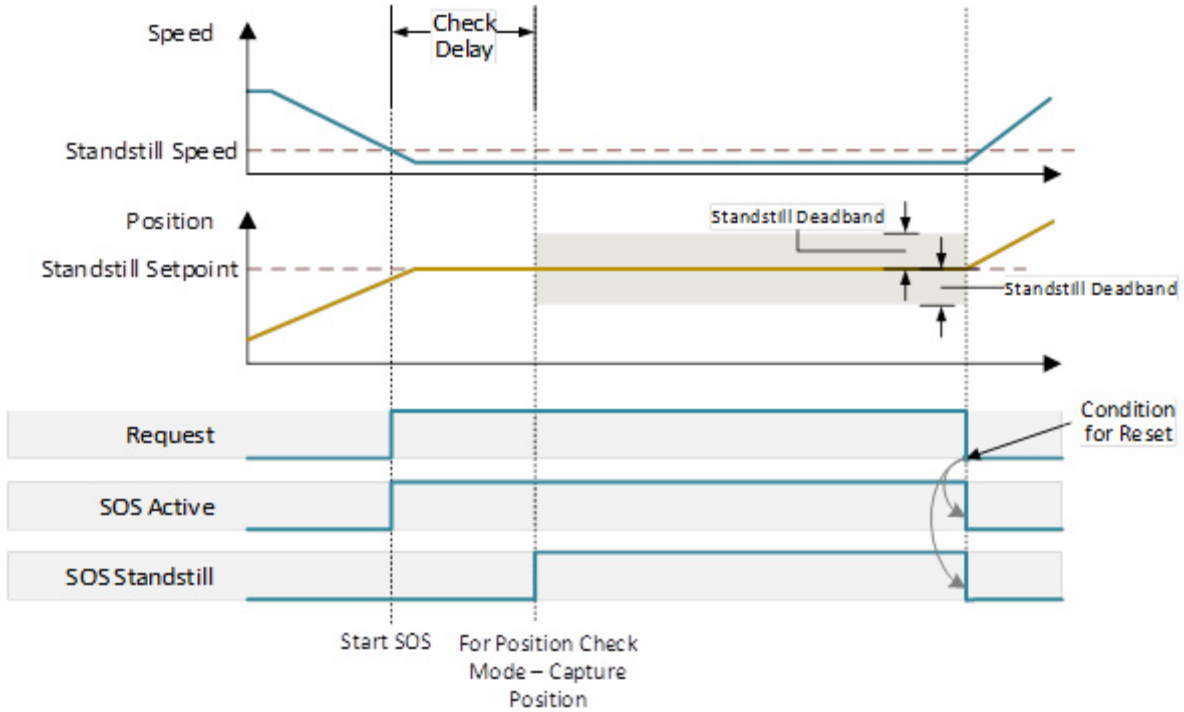 Speed
Check
Delay
Standstill Speed
Position
Standstill Deadband
Standstill Setpoint
Standstill Deadband
Request
Condition
for Reset
SOS Active
SOS Standstill
Start SOS
For Position Check
Mode – Capture
Position